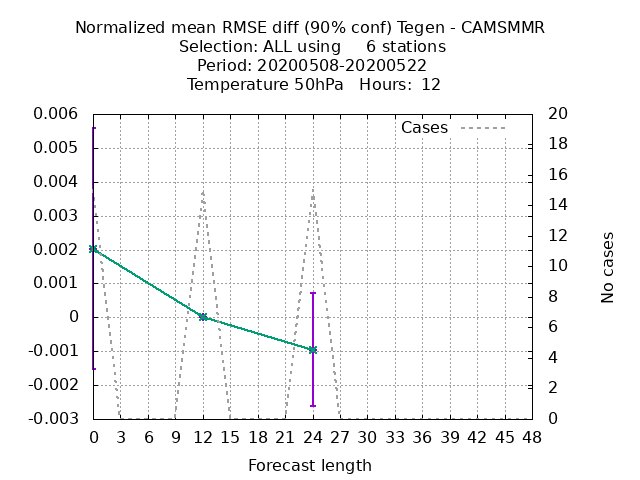 Normalized mean RMSE diff (90% conf) Tegen - CAMSMMR
Selection: ALL using     6 stations
Period: 20200508-20200522
Temperature 50hPa   Hours:  12
Cases
0.006
0.005
0.004
0.003
0.002
0.001
0
-0.001
-0.002
-0.003
20
18
16
14
12
10
8
6
4
2
0
No cases
0 3 6 9 12 15 18 21 24 27 30 33 36 39 42 45 48
Forecast length